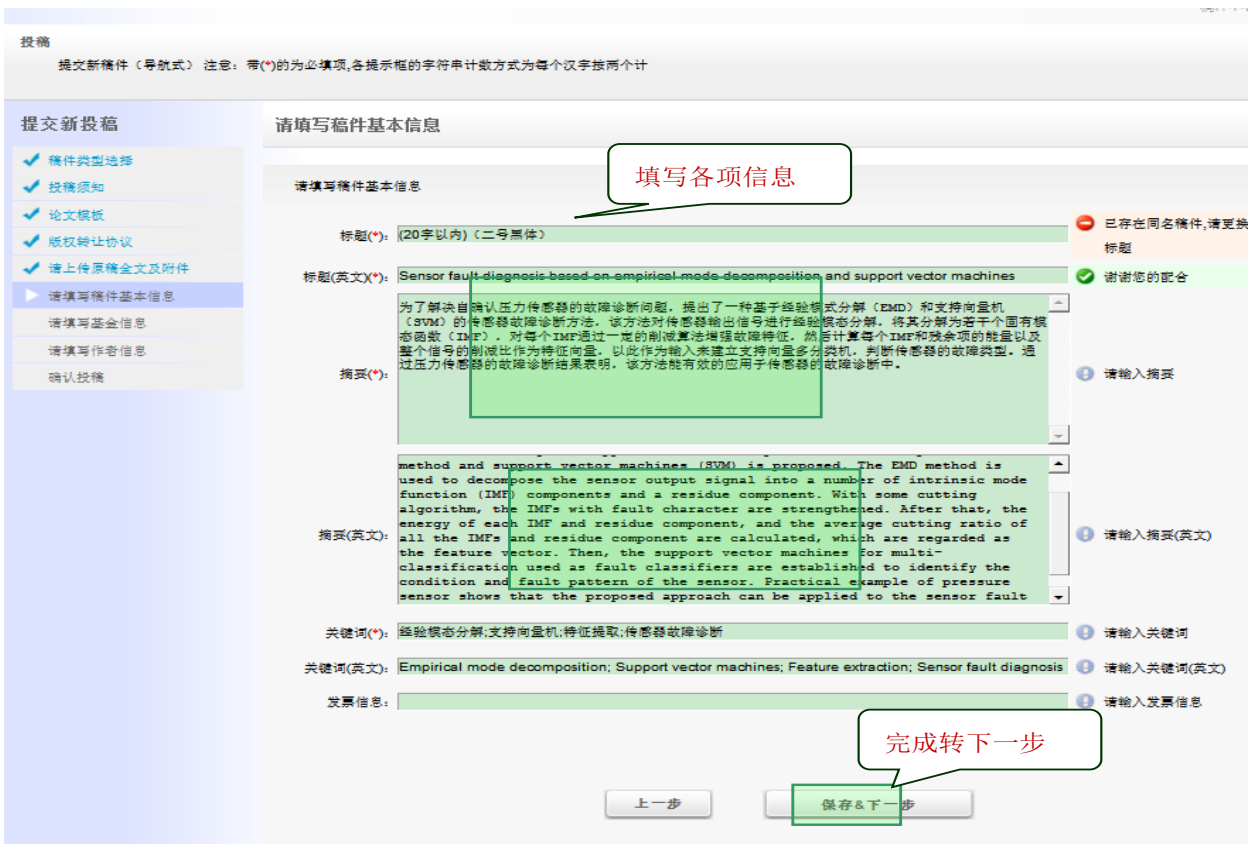 投稿
提交新稿件（导航式） 注意：带(*)的为必填项,各提示框的字符串计数方式为每个汉字按两个计
提交新投稿
稿件类型选择
投稿须知
论文模板
版权转让协议
请上传原稿全文及附件
请填写稿件基本信息
请填写基金信息
请填写作者信息
确认投稿
请填写稿件基本信息
填写各项信息
请填写稿件基本信息
标题(*)：(20字以内)（二号黑体）
已存在同名稿件,请更换
标题
标题(英文)(*)：Sensor fault diagnosis based on empirical mode decomposition and support vector machines
谢谢您的配合
摘要(*)：
为了解决自确认压力传感器的故障诊断问题，提出了一种基于经验模式分解（EMD）和支持向量机
（SVM）的传感器故障诊断方法。该方法对传感器输出信号进行经验模态分解，将其分解为若干个固有模
态函数（IMF），对每个IMF通过一定的削减算法增强故障特征，然后计算每个IMF和残余项的能量以及
整个信号的削减比作为特征向量，以此作为输入来建立支持向量多分类机，判断传感器的故障类型。通
过压力传感器的故障诊断结果表明，该方法能有效的应用于传感器的故障诊断中。
请输入摘要
摘要(英文)：
method and support vector machines (SVM) is proposed. The EMD method is
used to decompose the sensor output signal into a number of intrinsic mode
function (IMF) components and a residue component. With some cutting
algorithm, the IMFs with fault character are strengthened. After that, the
energy of each IMF and residue component, and the average cutting ratio of
all the IMFs and residue component are calculated, which are regarded as
the feature vector. Then, the support vector machines for multi-
classification used as fault classifiers are established to identify the
condition and fault pattern of the sensor. Practical example of pressure
sensor shows that the proposed approach can be applied to the sensor fault
请输入摘要(英文)
关键词(*)：经验模态分解;支持向量机;特征提取;传感器故障诊断
请输入关键词
关键词(英文)：Empirical mode decomposition; Support vector machines; Feature extraction; Sensor fault diagnosis
请输入关键词(英文)
发票信息：
请输入发票信息
完成转下一步
上一步
保存&下一步